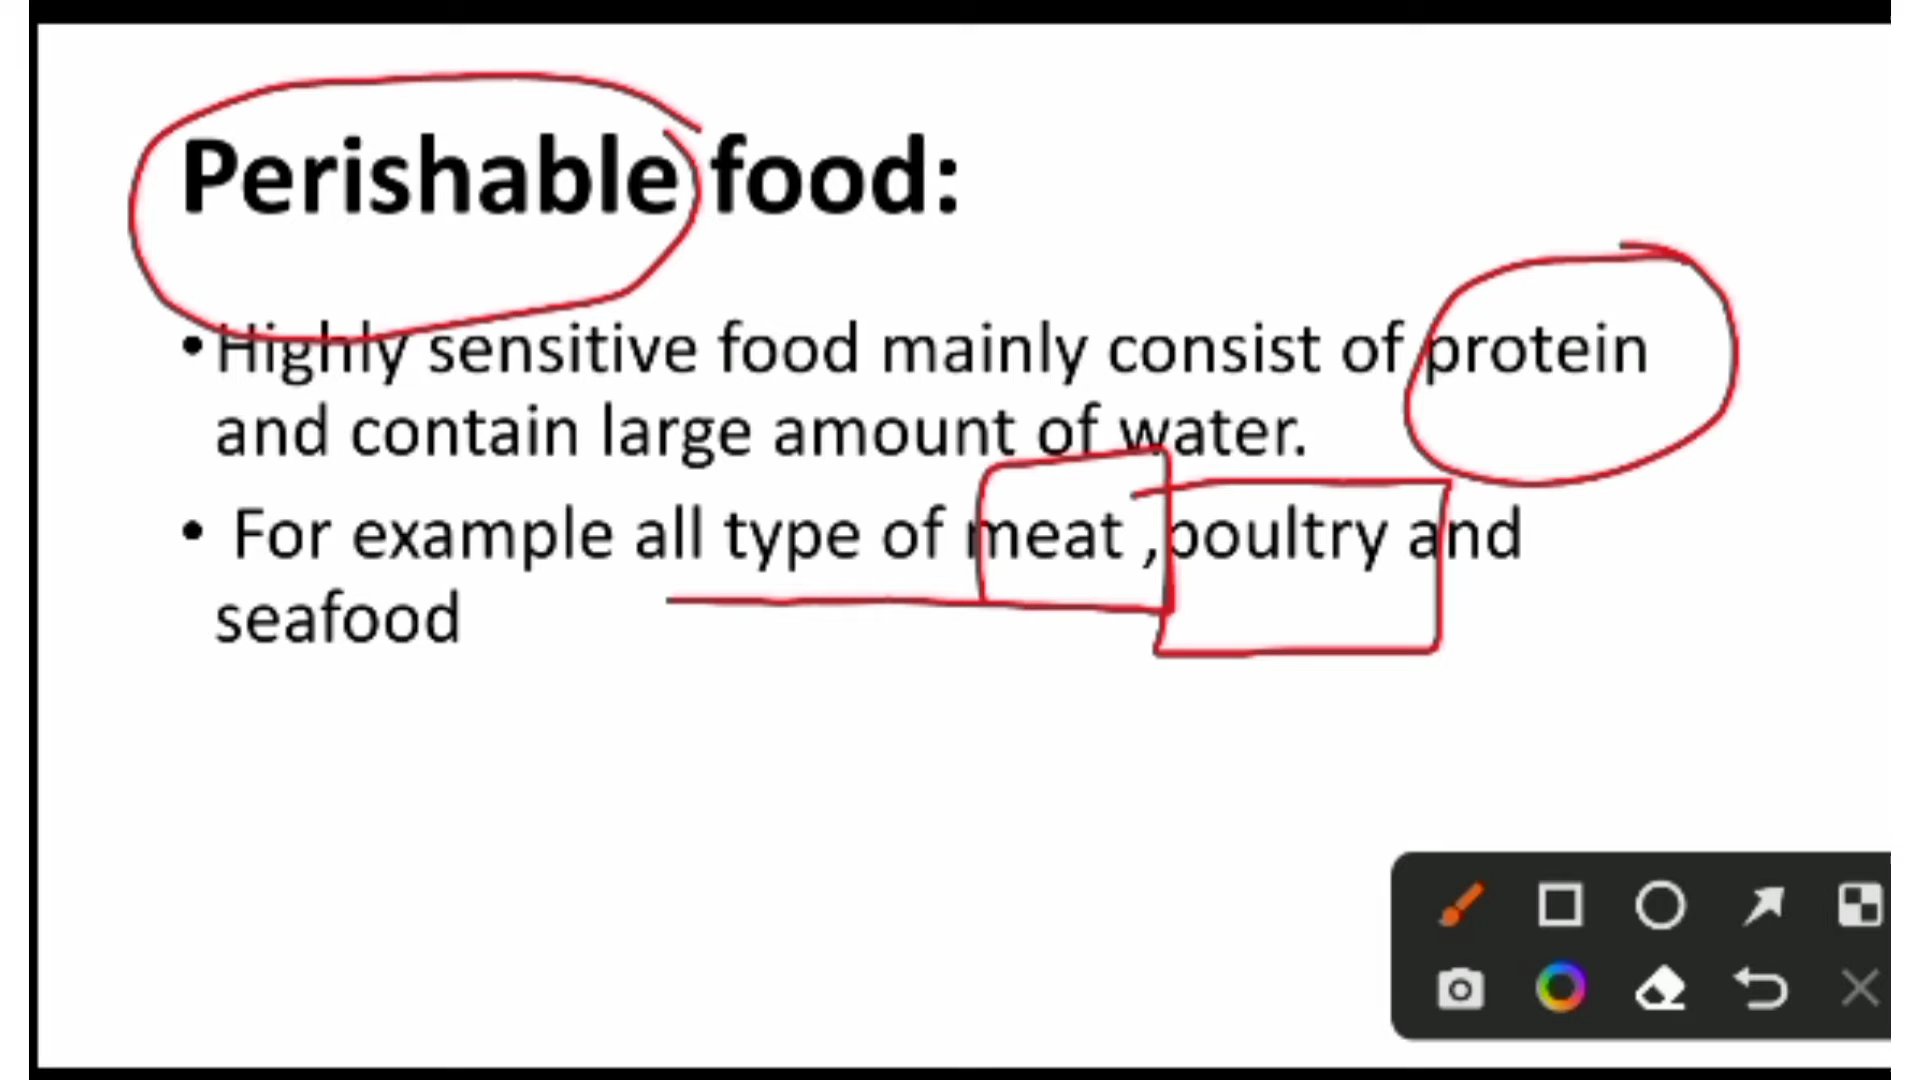 Perishable food:
• Highly sensitive food mainly consist of protein
and contain large amount of water.
• For example all type of meat ,poultry and
seafood